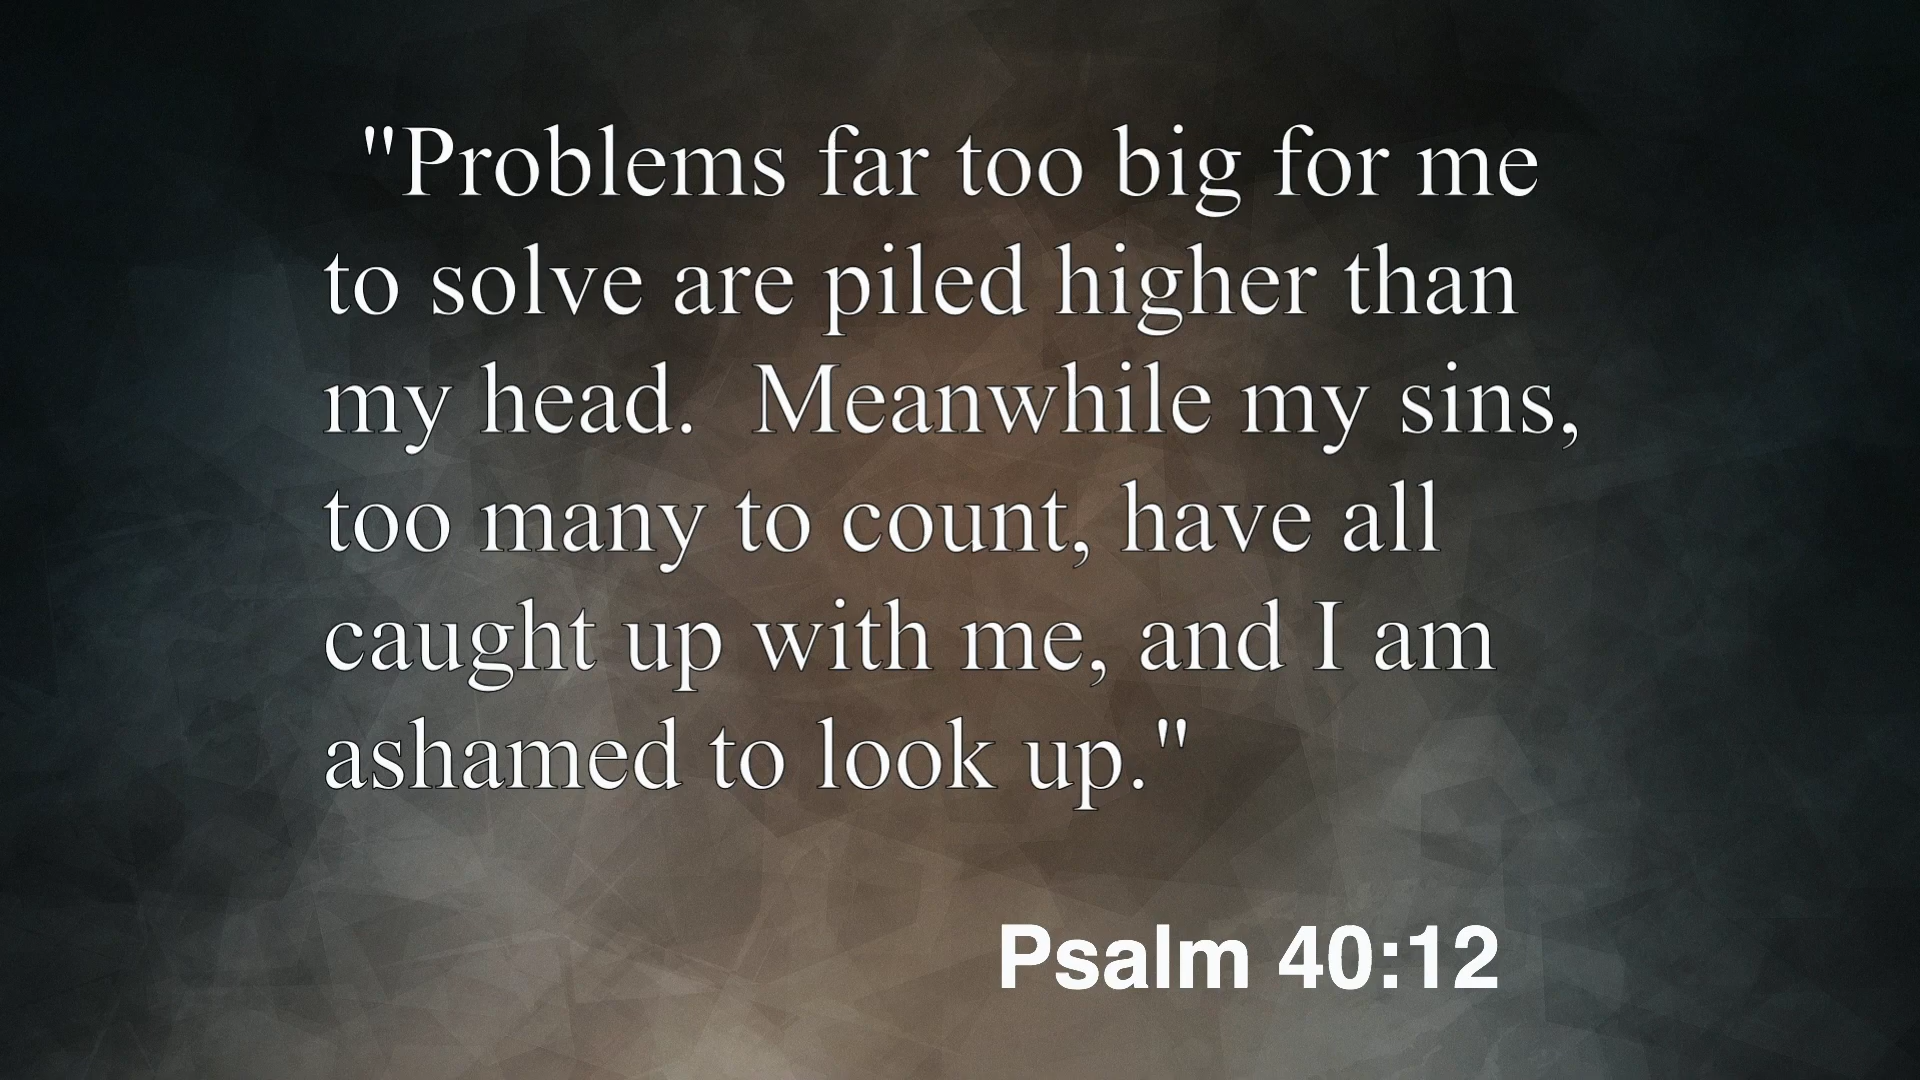 "Problems far too big for me
to solve are piled higher than
my head.  Meanwhile my sins,
too many to count, have all
caught up with me, and I am
ashamed to look up."
Psalm 40:12